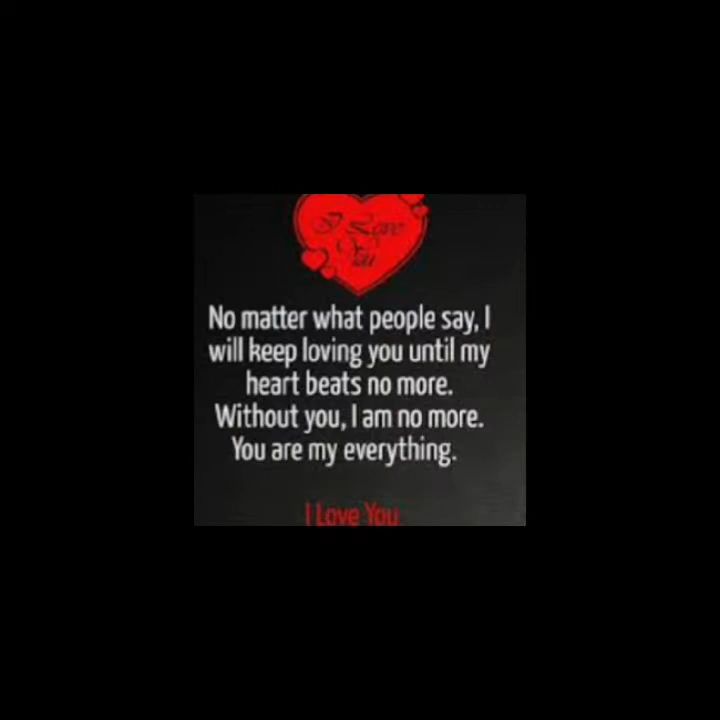 I Love
You
No matter what people say, I
will keep loving you until my
heart beats no more.
Without you, I am no more.
You are my everything.
I Love You